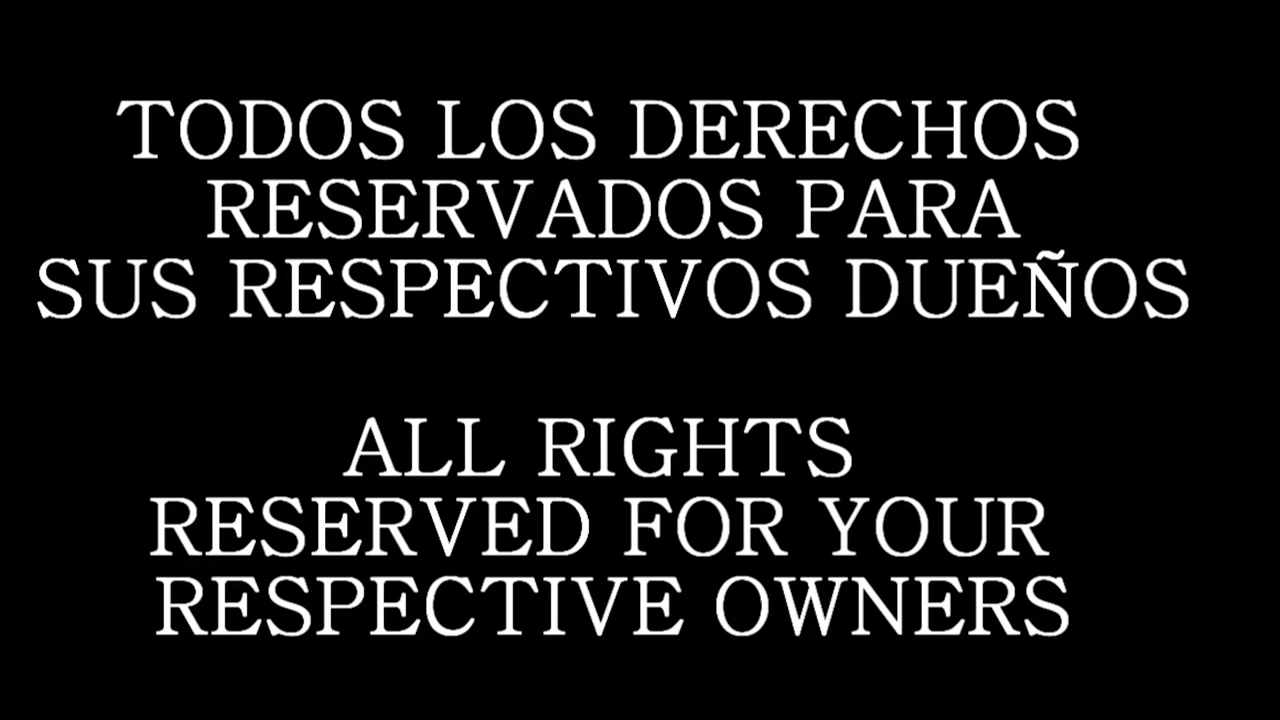 TODOS LOS DERECHOS
RESERVADOS PARA
SUS RESPECTIVOS DUEÑOS
ALL RIGHTS
RESERVED FOR YOUR
RESPECTIVE OWNERS